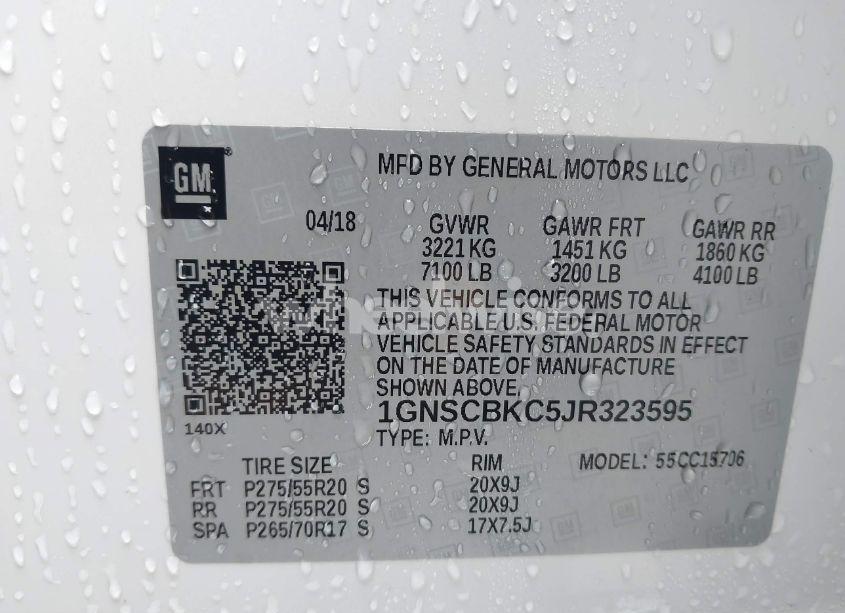 GM
MFD BY GENERAL MOTORS LLC
04/18 GVWR GAWR FRT GAWR RR
3221 KG 1451 KG 1860 KG
7100 LB 3200 LB 4100 LB
THIS VEHICLE CONFORMS TO ALL
APPLICABLE U.S. FEDERAL MOTOR
VEHICLE SAFETY STANDARDS IN EFFECT
ON THE DATE OF MANUFACTURE
SHOWN ABOVE.
1GNSCBKC5JR323595
140X
TYPE: M.P.V.
TIRE SIZE RIM MODEL: 55CC15706
FRT P275/55R20 S 20X9J
RR P275/55R20 S 20X9J
SPA P265/70R17 S 17X7.5J